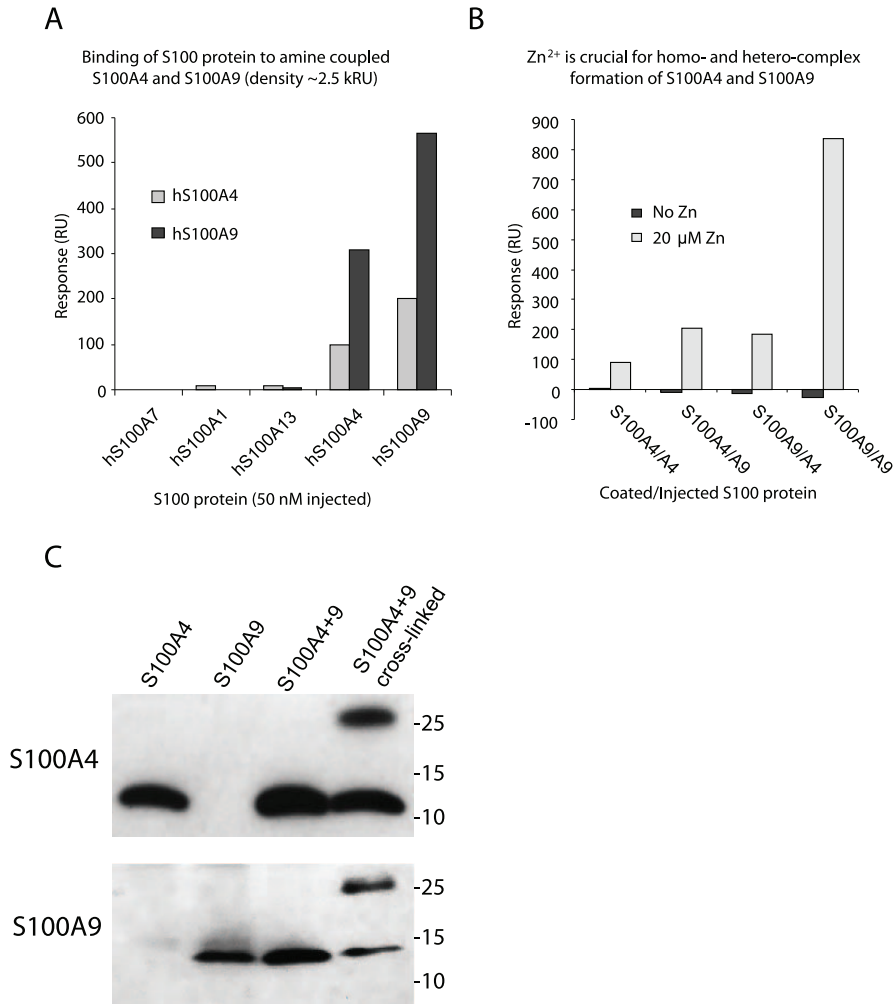 A
Binding of S100 protein to amine coupled
S100A4 and S100A9 (density ~2.5 kRU)
600
500
400
300
200
100
0
Response (RU)
hS100A4
hS100A9
hS100A7
hS100A1
hS100A13
hS100A4
hS100A9
S100 protein (50 nM injected)
B
Zn2+ is crucial for homo- and hetero-complex
formation of S100A4 and S100A9
900
800
700
600
500
400
300
200
100
0
-100
Response (RU)
No Zn
20 µM Zn
S100A4/A4
S100A4/A9
S100A9/A4
S100A9/A9
Coated/Injected S100 protein
C
S100A4
S100A9
S100A4+9
S100A4+9
cross-linked
S100A4
-25
-15
-10
S100A9
-25
-15
-10